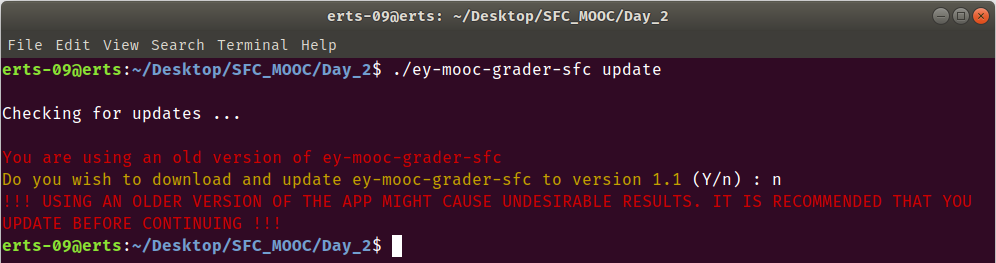 erts-09@erts: ~/Desktop/SFC_MOOC/Day_2
File Edit View Search Terminal Help
erts-09@erts:~/Desktop/SFC_MOOC/Day_2$ ./ey-mooc-grader-sfc update
Checking for updates ...
You are using an old version of ey-mooc-grader-sfc
Do you wish to download and update ey-mooc-grader-sfc to version 1.1 (Y/n) : n
!!! USING AN OLDER VERSION OF THE APP MIGHT CAUSE UNDESIRABLE RESULTS. IT IS RECOMMENDED THAT YOU
UPDATE BEFORE CONTINUING !!!
erts-09@erts:~/Desktop/SFC_MOOC/Day_2$